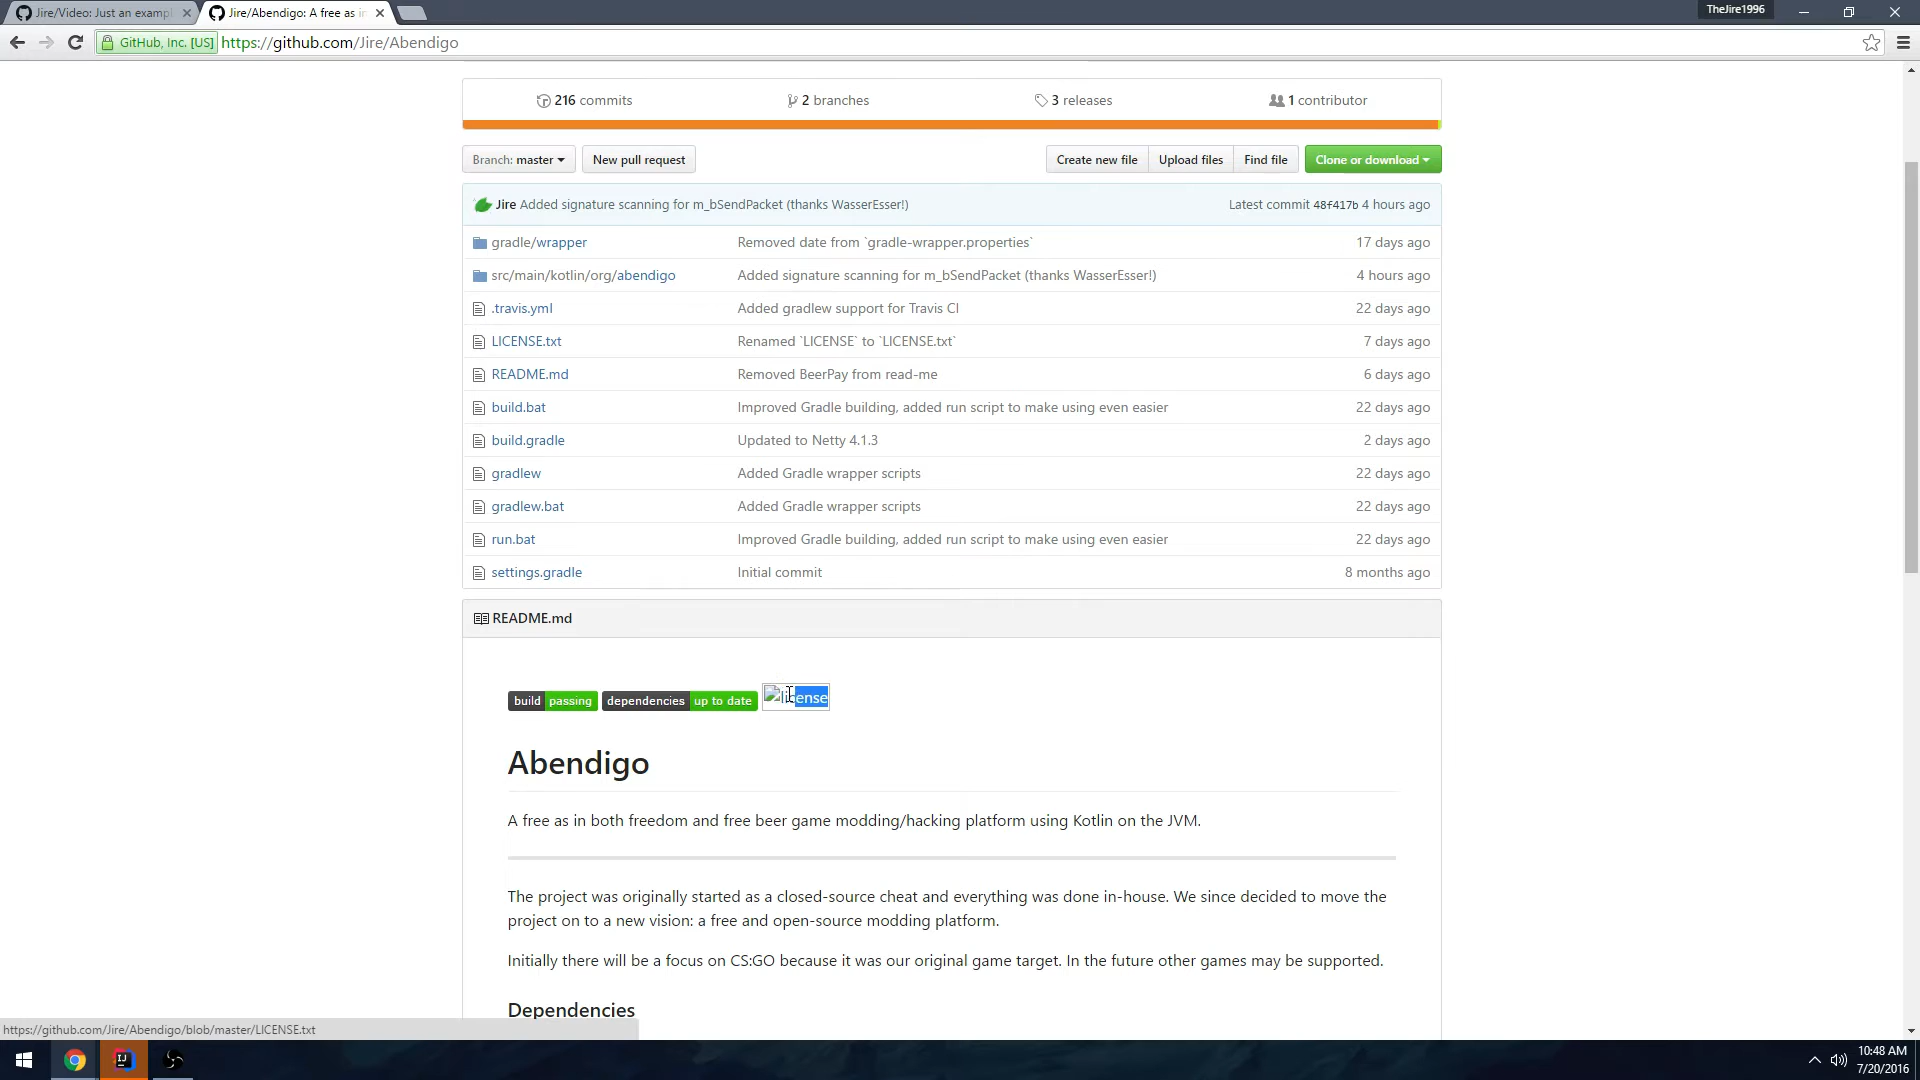 Jire/Video: Just an exampl
Jire/Abendigo: A free as in
TheJire1996
GitHub, Inc. [US] https://github.com/Jire/Abendigo
216 commits
2 branches
3 releases
1 contributor
Branch: master
New pull request
Create new file
Upload files
Find file
Clone or download
Jire Added signature scanning for m_bSendPacket (thanks WasserEsser!) Latest commit 48f417b 4 hours ago
gradle/wrapper Removed date from `gradle-wrapper.properties` 17 days ago
src/main/kotlin/org/abendigo Added signature scanning for m_bSendPacket (thanks WasserEsser!) 4 hours ago
.travis.yml Added gradlew support for Travis CI 22 days ago
LICENSE.txt Renamed `LICENSE` to `LICENSE.txt` 7 days ago
README.md Removed BeerPay from read-me 6 days ago
build.bat Improved Gradle building, added run script to make using even easier 22 days ago
build.gradle Updated to Netty 4.1.3 2 days ago
gradlew Added Gradle wrapper scripts 22 days ago
gradlew.bat Added Gradle wrapper scripts 22 days ago
run.bat Improved Gradle building, added run script to make using even easier 22 days ago
settings.gradle Initial commit 8 months ago
README.md
build passing dependencies up to date license
Abendigo
A free as in both freedom and free beer game modding/hacking platform using Kotlin on the JVM.
The project was originally started as a closed-source cheat and everything was done in-house. We since decided to move the
project on to a new vision: a free and open-source modding platform.
Initially there will be a focus on CS:GO because it was our original game target. In the future other games may be supported.
Dependencies
https://github.com/Jire/Abendigo/blob/master/LICENSE.txt
IJ
10:48 AM
7/20/2016